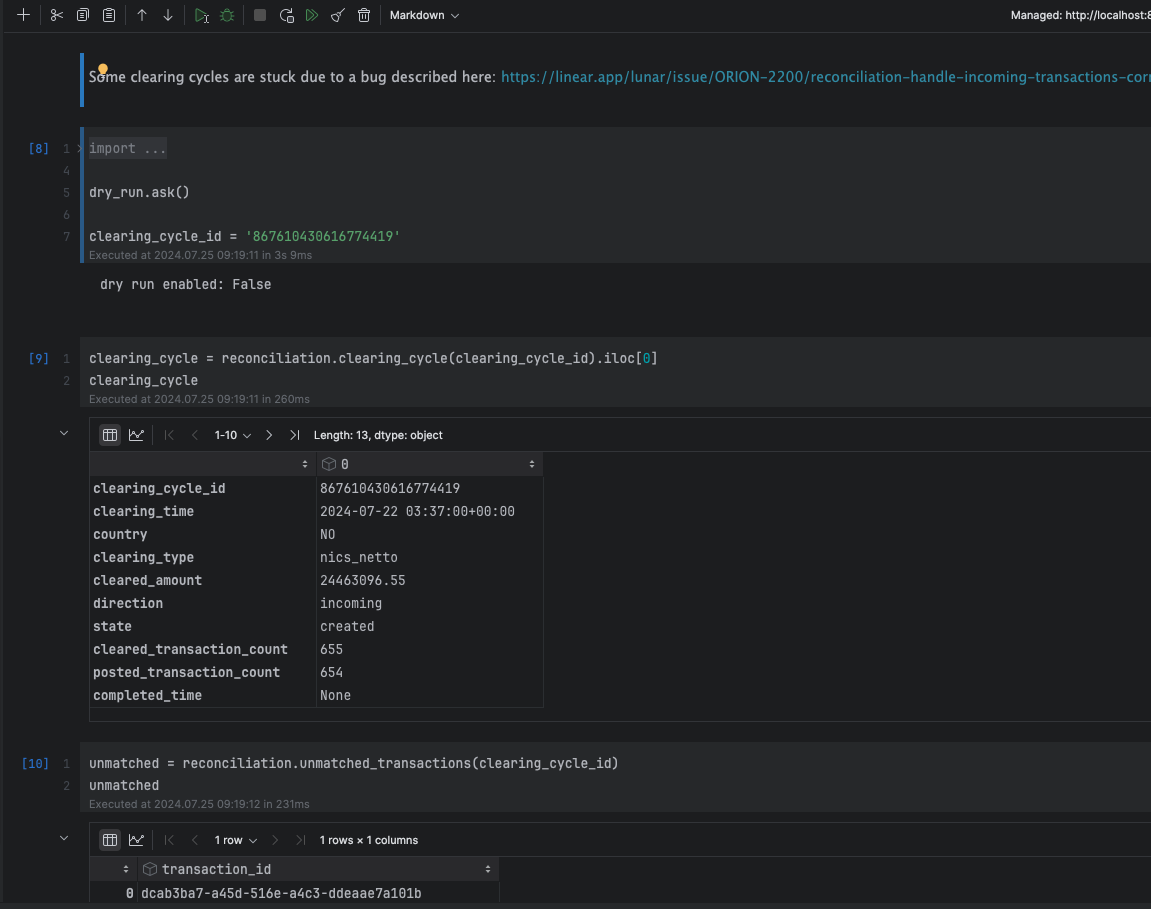 Markdown
Managed: http://localhost:8
Some clearing cycles are stuck due to a bug described here: https://linear.app/lunar/issue/ORION-2200/reconciliation-handle-incoming-transactions-corr
[8] 1 import ...
4
5 dry_run.ask()
6
7 clearing_cycle_id = '867610430616774419'
Executed at 2024.07.25 09:19:11 in 3s 9ms
dry run enabled: False
[9] 1 clearing_cycle = reconciliation.clearing_cycle(clearing_cycle_id).iloc[0]
2 clearing_cycle
Executed at 2024.07.25 09:19:11 in 260ms
1-10 Length: 13, dtype: object
0
clearing_cycle_id 867610430616774419
clearing_time 2024-07-22 03:37:00+00:00
country NO
clearing_type nics_netto
cleared_amount 24463096.55
direction incoming
state created
cleared_transaction_count 655
posted_transaction_count 654
completed_time None
[10] 1 unmatched = reconciliation.unmatched_transactions(clearing_cycle_id)
2 unmatched
Executed at 2024.07.25 09:19:12 in 231ms
1 row 1 rows × 1 columns
transaction_id
0 dcab3ba7-a45d-516e-a4c3-ddeaae7a101b